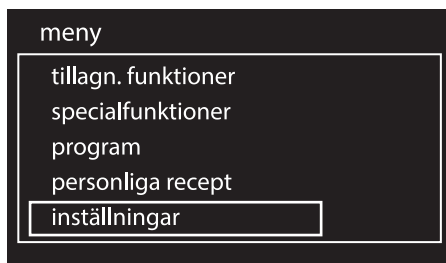 meny
tillagn. funktioner
specialfunktioner
program
personliga recept
inställningar